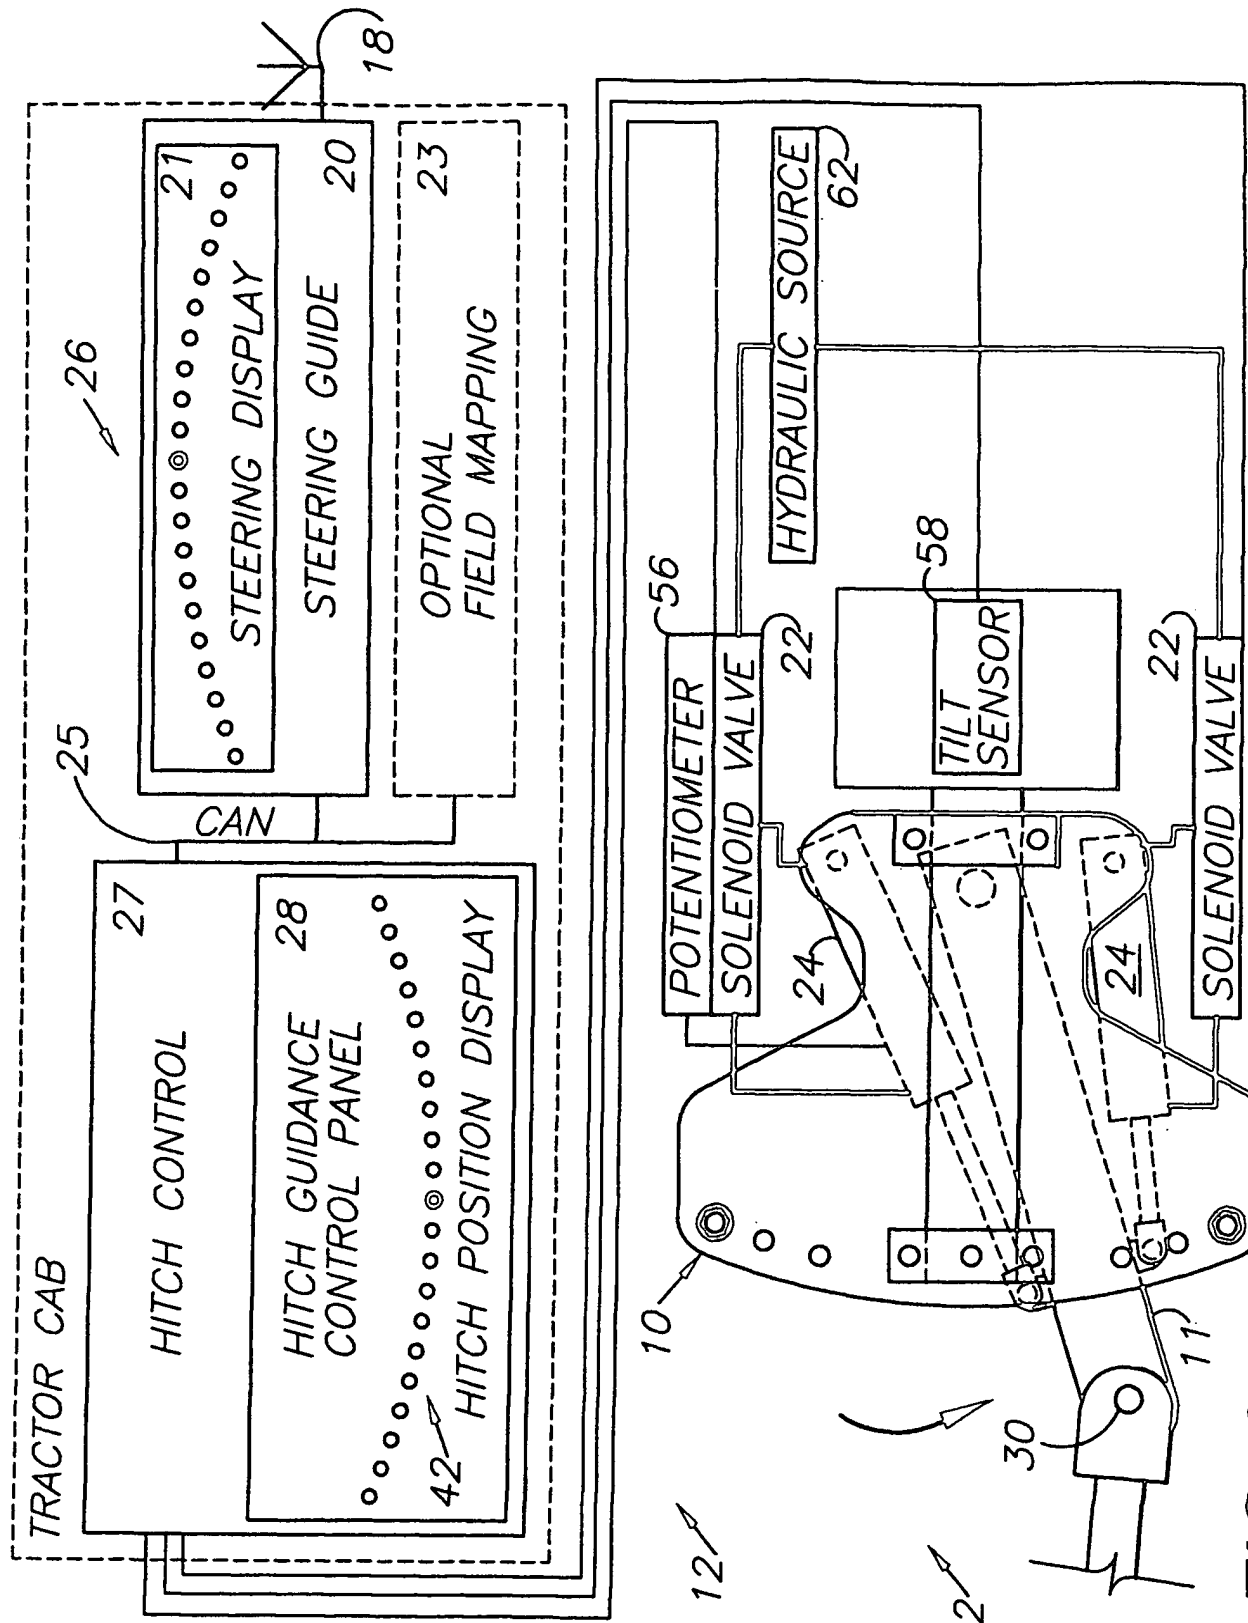 TRACTOR CAB
HITCH CONTROL
27
HITCH GUIDANCE
CONTROL PANEL
28
42
HITCH POSITION DISPLAY
25
CAN
26
21
STEERING DISPLAY
STEERING GUIDE
20
OPTIONAL
FIELD MAPPING
23
18
12
10
POTENTIOMETER
56
SOLENOID VALVE
22
24
HYDRAULIC SOURCE
62
TILT
SENSOR
58
2
30
11
24
22
SOLENOID VALVE